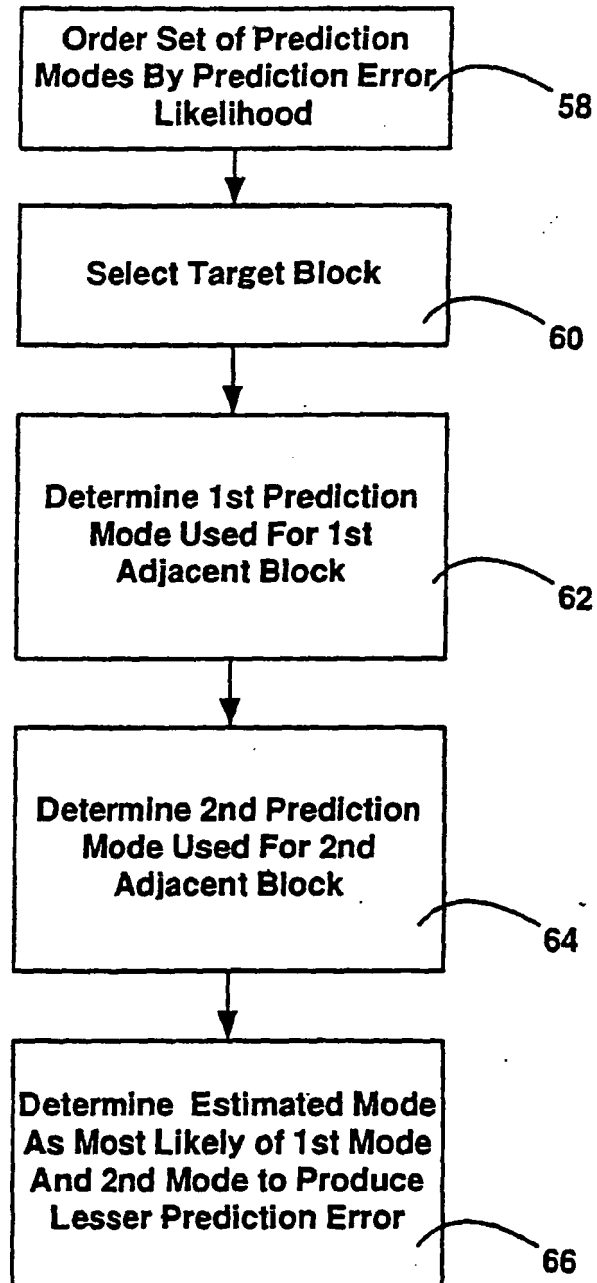 Order Set of Prediction
Modes By Prediction Error
Likelihood
58
Select Target Block
60
Determine 1st Prediction
Mode Used For 1st
Adjacent Block
62
Determine 2nd Prediction
Mode Used For 2nd
Adjacent Block
64
Determine Estimated Mode
As Most Likely of 1st Mode
And 2nd Mode to Produce
Lesser Prediction Error
66